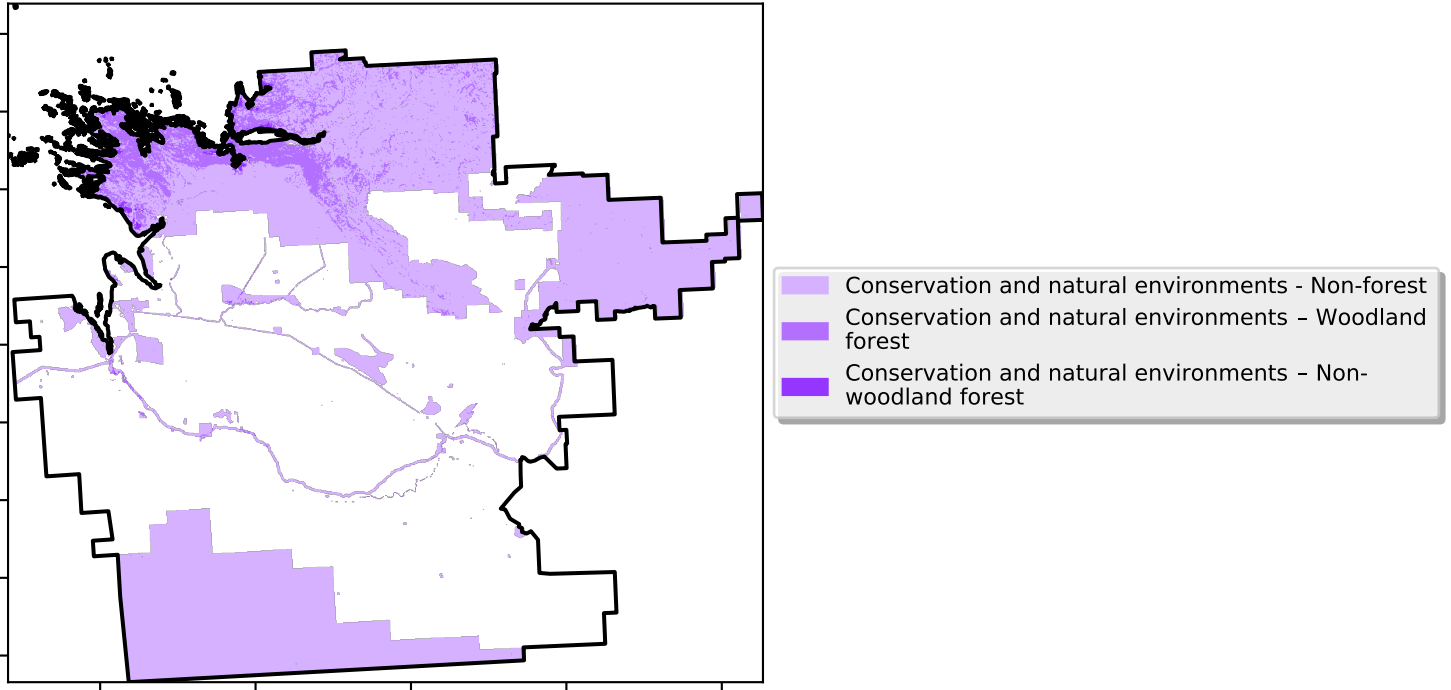 Conservation and natural environments - Non-forest
Conservation and natural environments – Woodland
forest
Conservation and natural environments – Non-
woodland forest